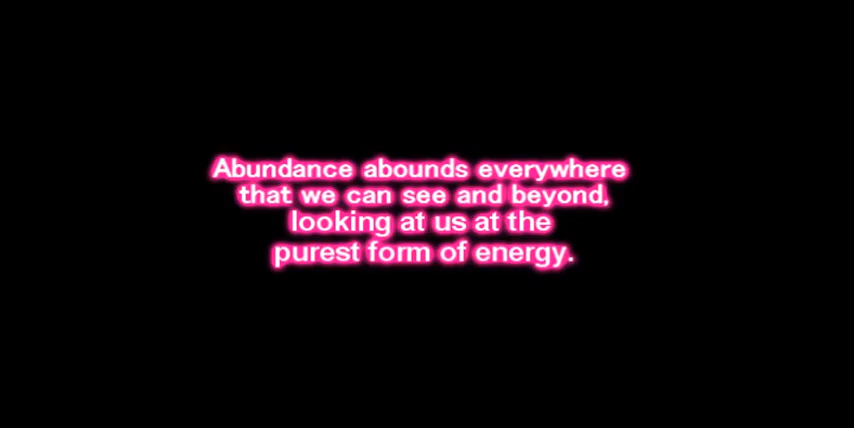 Abundance abounds everywhere
that we can see and beyond,
looking at us at the
purest form of energy.